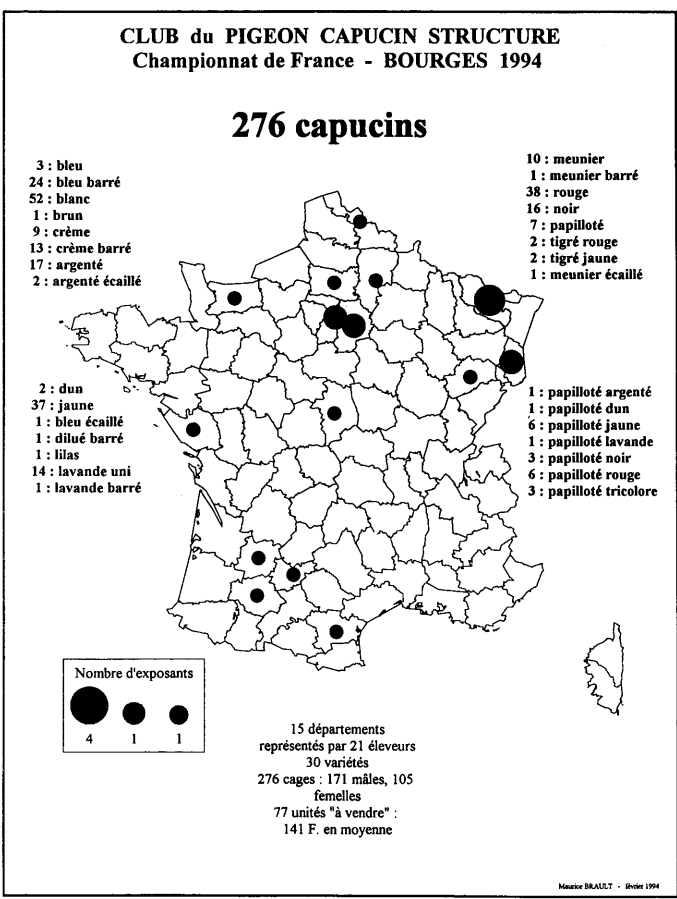 CLUB du PIGEON CAPUCIN STRUCTURE
Championnat de France - BOURGES 1994
276 capucins
3 : bleu
24 : bleu barré
52 : blanc
1 : brun
9 : crème
13 : crème barré
17 : argenté
2 : argenté écaillé
10 : meunier
1 : meunier barré
38 : rouge
16 : noir
7 : papilloté
2 : tigré rouge
2 : tigré jaune
1 : meunier écaillé
2 : dun
37 : jaune
1 : bleu écaillé
1 : dilué barré
1 : lilas
14 : lavande uni
1 : lavande barré
1 : papilloté argenté
1 : papilloté dun
6 : papilloté jaune
1 : papilloté lavande
3 : papilloté noir
6 : papilloté rouge
3 : papilloté tricolore
Nombre d'exposants
4 1 1
15 départements
représentés par 21 éleveurs
30 variétés
276 cages : 171 mâles, 105
femelles
77 unités "à vendre" :
141 F. en moyenne
Maurice BRAULT - février 1994